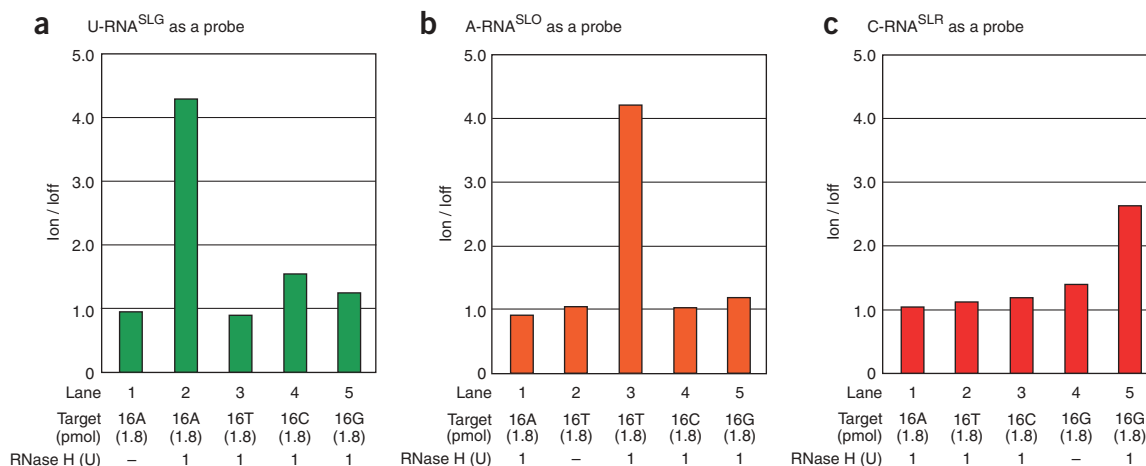 a U-RNA^SLG as a probe
5.0
4.0
3.0
2.0
1.0
0
Ion / Ioff
Lane 1 2 3 4 5
Target 16A 16A 16T 16C 16G
(pmol) (1.8) (1.8) (1.8) (1.8) (1.8)
RNase H (U) – 1 1 1 1
b A-RNA^SLO as a probe
5.0
4.0
3.0
2.0
1.0
0
Ion / Ioff
Lane 1 2 3 4 5
Target 16A 16T 16T 16C 16G
(pmol) (1.8) (1.8) (1.8) (1.8) (1.8)
RNase H (U) 1 – 1 1 1
c C-RNA^SLR as a probe
5.0
4.0
3.0
2.0
1.0
0
Ion / Ioff
Lane 1 2 3 4 5
Target 16A 16T 16C 16G 16G
(pmol) (1.8) (1.8) (1.8) (1.8) (1.8)
RNase H (U) 1 1 1 – 1